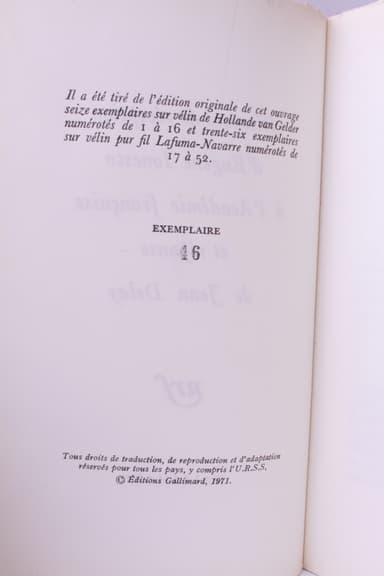 Il a été tiré de l'édition originale de cet ouvrage
seize exemplaires sur vélin de Hollande van Gelder
numérotés de 1 à 16 et trente-six exemplaires
sur vélin pur fil Lafuma-Navarre numérotés de
17 à 52.
EXEMPLAIRE
46
Tous droits de traduction, de reproduction et d'adaptation
réservés pour tous les pays, y compris l'U.R.S.S.
© Éditions Gallimard, 1971.